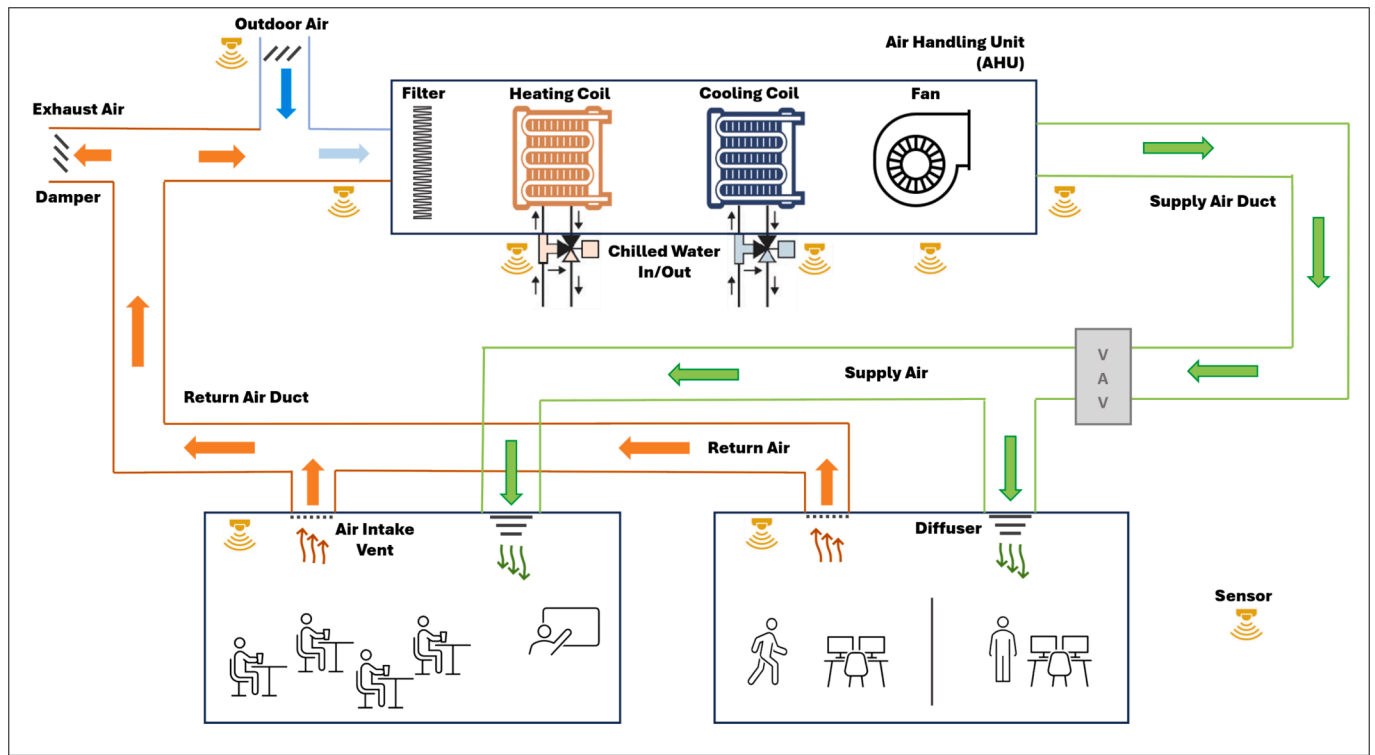 Outdoor Air
Air Handling Unit
(AHU)
Exhaust Air
Filter
Heating Coil
Cooling Coil
Fan
Damper
Supply Air Duct
Chilled Water
In/Out
V
A
V
Supply Air
Return Air Duct
Return Air
Air Intake
Vent
Diffuser
Sensor